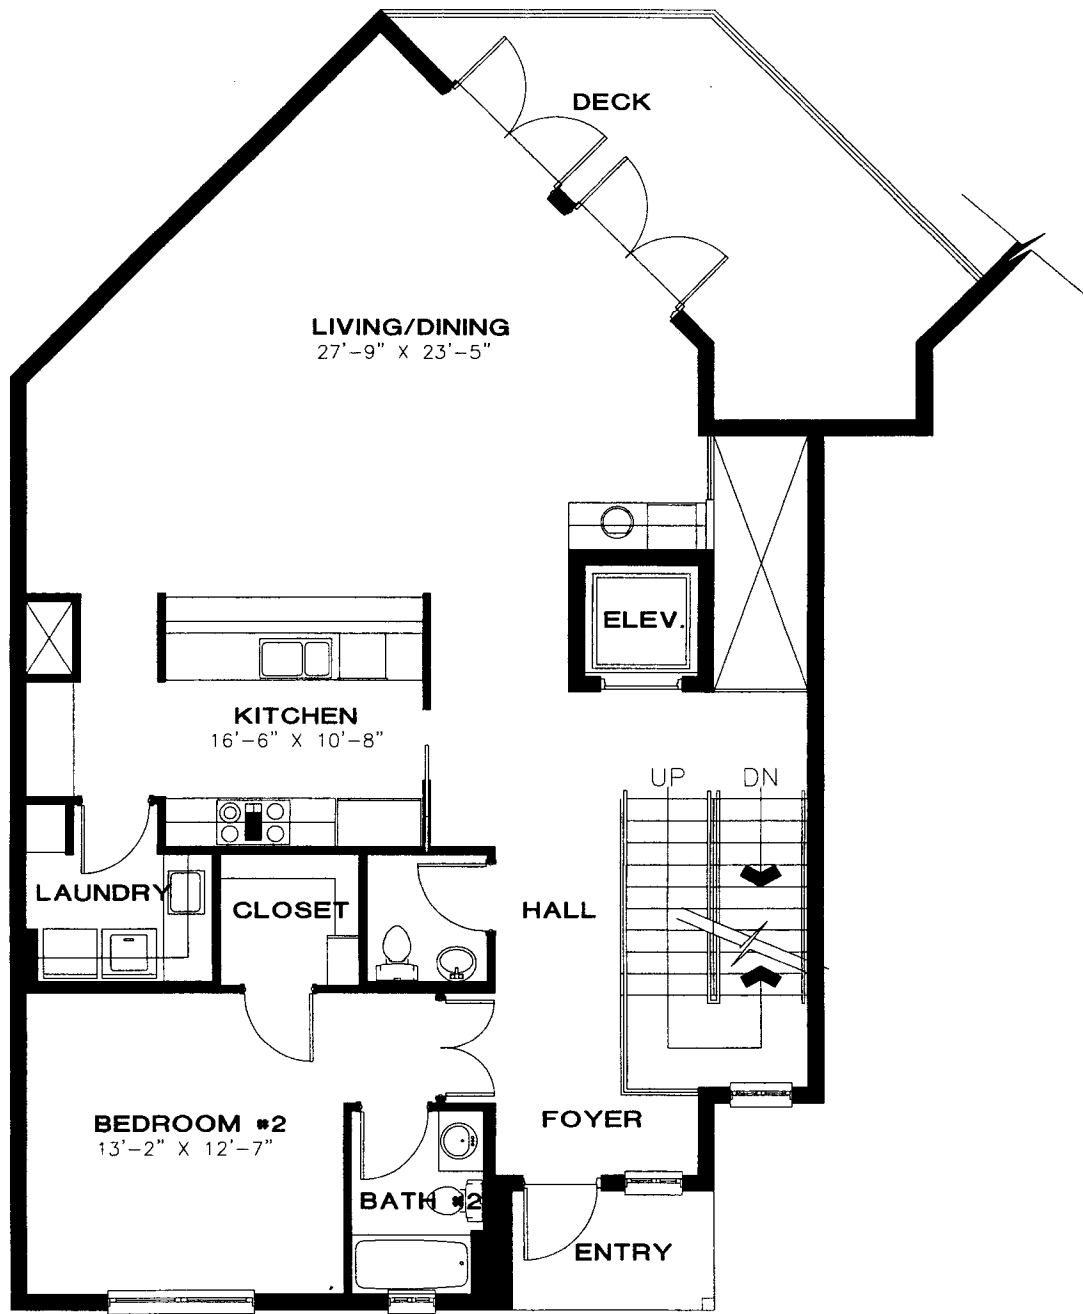 DECK
LIVING/DINING
27'-9" X 23'-5"
ELEV.
KITCHEN
16'-6" X 10'-8"
UP DN
LAUNDRY
CLOSET
HALL
BEDROOM #2
13'-2" X 12'-7"
FOYER
BATH #2
ENTRY